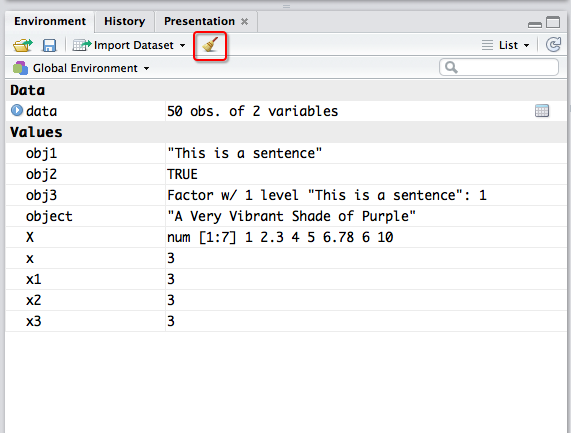 Environment History Presentation
Import Dataset List
Global Environment
Data
data 50 obs. of 2 variables
Values
obj1 "This is a sentence"
obj2 TRUE
obj3 Factor w/ 1 level "This is a sentence": 1
object "A Very Vibrant Shade of Purple"
X num [1:7] 1 2.3 4 5 6.78 6 10
x 3
x1 3
x2 3
x3 3